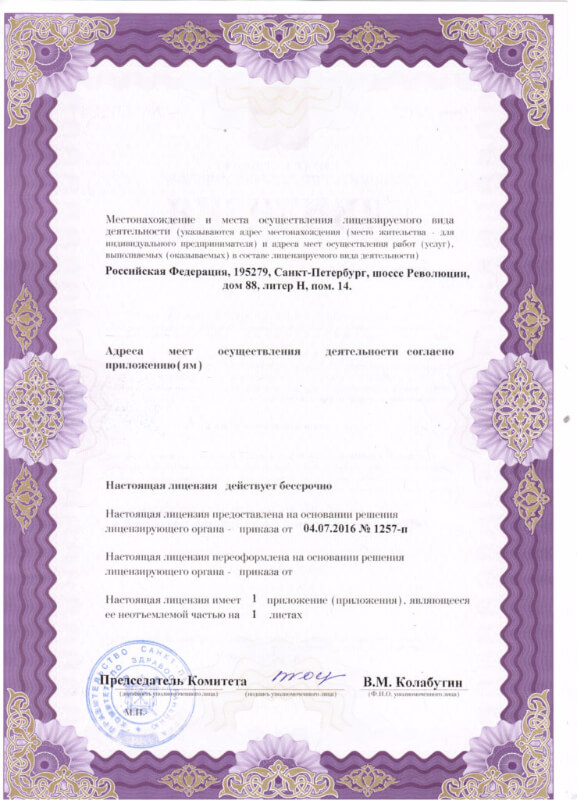 Местонахождение и места осуществления лицензируемого вида
деятельности (указываются адрес местонахождения (место жительства - для
индивидуального предпринимателя) и адреса мест осуществления работ (услуг),
выполняемых (оказываемых) в составе лицензируемого вида деятельности)
Российская Федерация, 195279, Санкт-Петербург, шоссе Революции,
дом 88, литер Н, пом. 14.
Адреса мест осуществления деятельности согласно
приложению(ям)
Настоящая лицензия действует бессрочно
Настоящая лицензия предоставлена на основании решения
лицензирующего органа - приказа от 04.07.2016 № 1257-п
Настоящая лицензия переоформлена на основании решения
лицензирующего органа - приказа от
Настоящая лицензия имеет 1 приложение (приложения), являющееся
ее неотъемлемой частью на 1 листах
Председатель Комитета В.М. Колабутин
(должность уполномоченного лица) (подпись уполномоченного лица) (Ф.И.О. уполномоченного лица)
М.П.